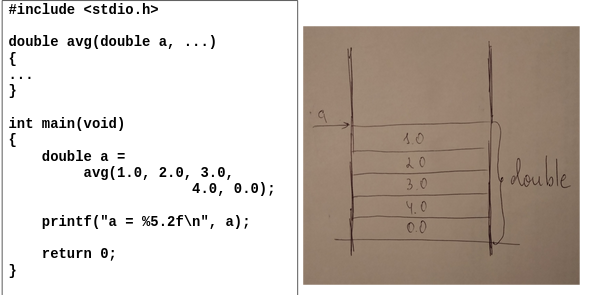 #include <stdio.h>
double avg(double a, ...)
{
...
}
int main(void)
{
double a =
avg(1.0, 2.0, 3.0,
4.0, 0.0);
printf("a = %5.2f\n", a);
return 0;
}
a
1.0
2.0
3.0
4.0
0.0
double